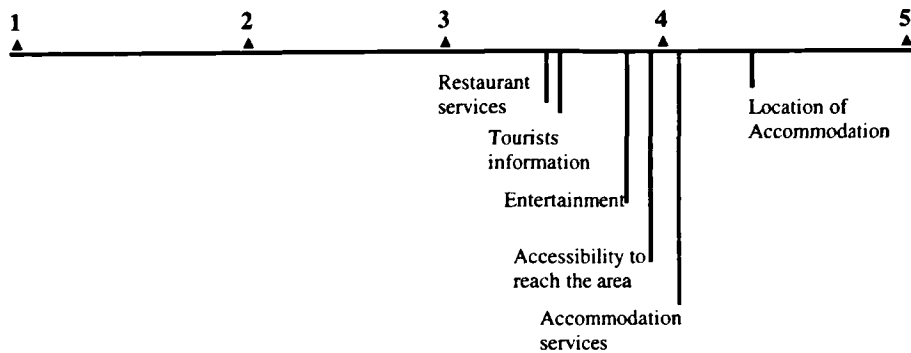 1 2 3 4 5
Restaurant
services
Tourists
information
Entertainment
Accessibility to
reach the area
Accommodation
services
Location of
Accommodation